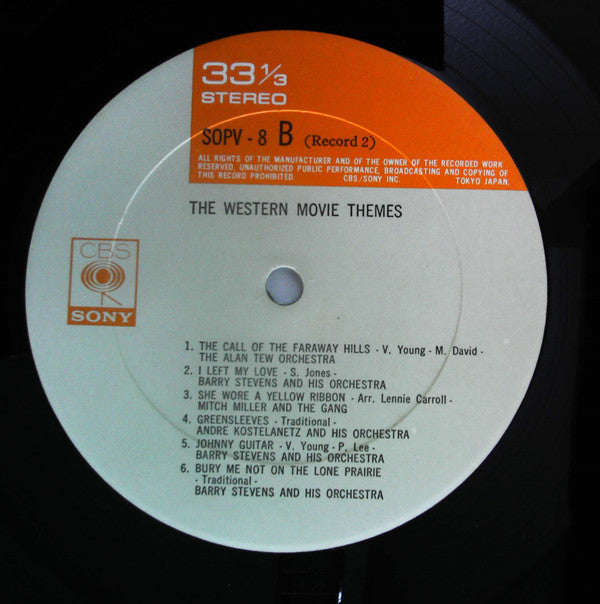 33 1/3
STEREO
SOPV - 8 B (Record 2)
ALL RIGHTS OF THE MANUFACTURER AND OF THE OWNER OF THE RECORDED WORK
RESERVED. UNAUTHORIZED PUBLIC PERFORMANCE, BROADCASTING AND COPYING OF
THIS RECORD PROHIBITED. CBS/SONY INC. TOKYO JAPAN.
THE WESTERN MOVIE THEMES
CBS
SONY
1. THE CALL OF THE FARAWAY HILLS - V. Young - M. David -
THE ALAN TEW ORCHESTRA
2. I LEFT MY LOVE - S. Jones -
BARRY STEVENS AND HIS ORCHESTRA
3. SHE WORE A YELLOW RIBBON - Arr. Lennie Carroll -
MITCH MILLER AND THE GANG
4. GREENSLEEVES - Traditional -
ANDRE KOSTELANETZ AND HIS ORCHESTRA
5. JOHNNY GUITAR - V. Young - P. Lee -
BARRY STEVENS AND HIS ORCHESTRA
6. BURY ME NOT ON THE LONE PRAIRIE
- Traditional -
BARRY STEVENS AND HIS ORCHESTRA